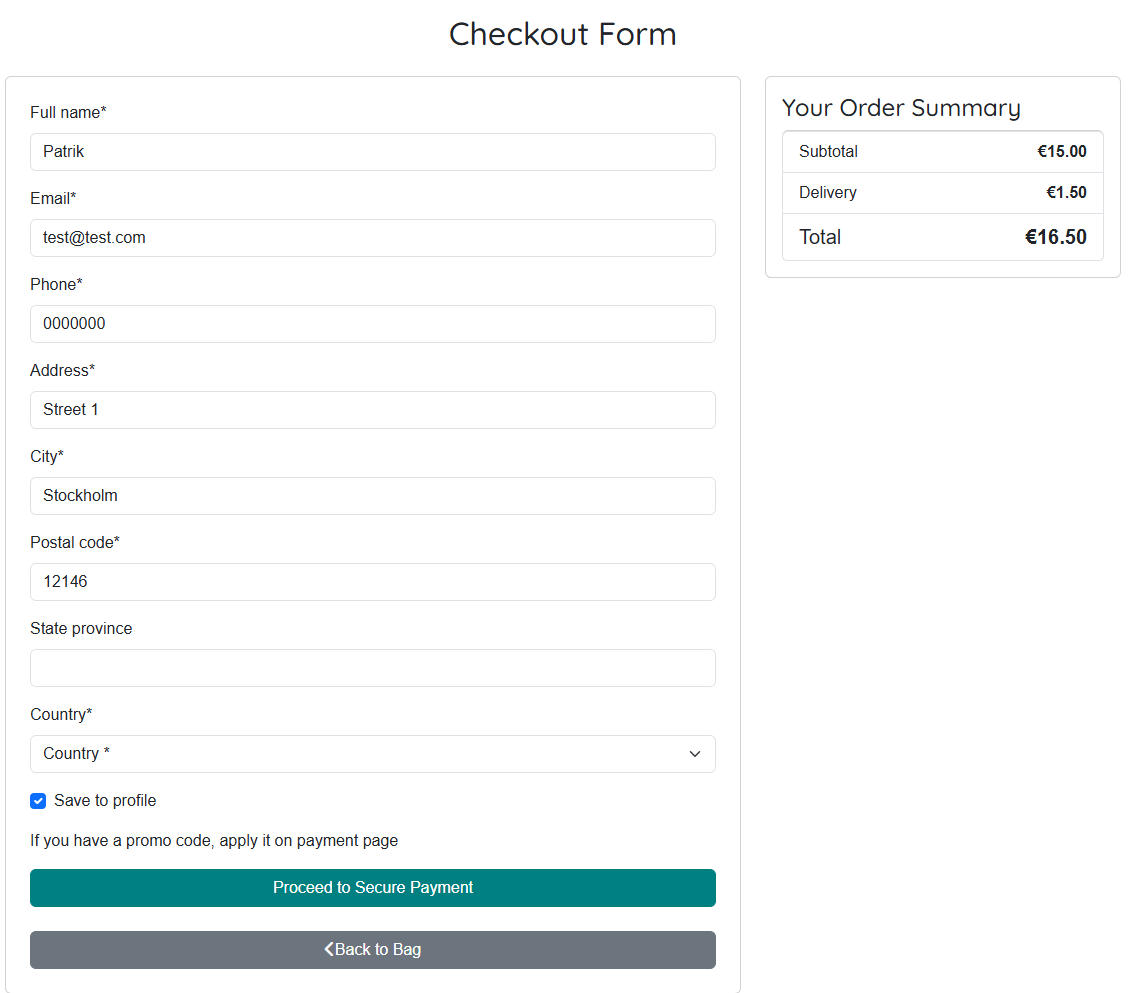 Checkout Form
Full name*
Patrik
Email*
test@test.com
Phone*
0000000
Address*
Street 1
City*
Stockholm
Postal code*
12146
State province
Country*
Country *
Save to profile
If you have a promo code, apply it on payment page
Proceed to Secure Payment
Back to Bag
Your Order Summary
Subtotal €15.00
Delivery €1.50
Total €16.50